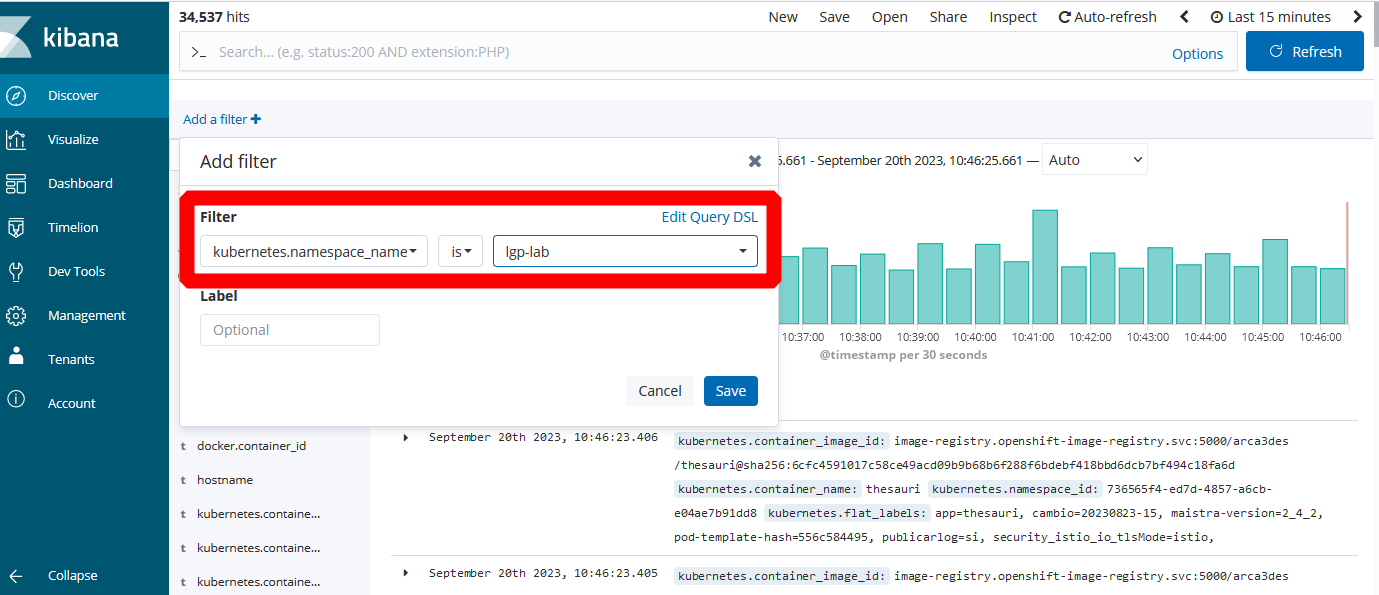 kibana
Discover
Visualize
Dashboard
Timelion
Dev Tools
Management
Tenants
Account
Collapse
34,537 hits
New Save Open Share Inspect Auto-refresh Last 15 minutes
>_ Search... (e.g. status:200 AND extension:PHP) Options Refresh
Add a filter
Add filter
5.661 - September 20th 2023, 10:46:25.661 — Auto
Filter Edit Query DSL
kubernetes.namespace_name is lgp-lab
Label
Optional
Cancel Save
10:37:00 10:38:00 10:39:00 10:40:00 10:41:00 10:42:00 10:43:00 10:44:00 10:45:00 10:46:00
@timestamp per 30 seconds
t docker.container_id
t hostname
t kubernetes.containe...
t kubernetes.containe...
t kubernetes.containe...
September 20th 2023, 10:46:23.406 kubernetes.container_image_id: image-registry.openshift-image-registry.svc:5000/arca3des
/thesauri@sha256:6cfc4591017c58ce49acd09b9b68b6f288f6bdebf418bbd6dcb7bf494c18fa6d
kubernetes.container_name: thesauri kubernetes.namespace_id: 736565f4-ed7d-4857-a6cb-
e04ae7b91dd8 kubernetes.flat_labels: app=thesauri, cambio=20230823-15, maistra-version=2_4_2,
pod-template-hash=556c584495, publicarlog=si, security_istio_io_tlsMode=istio,
September 20th 2023, 10:46:23.405 kubernetes.container_image_id: image-registry.openshift-image-registry.svc:5000/arca3des